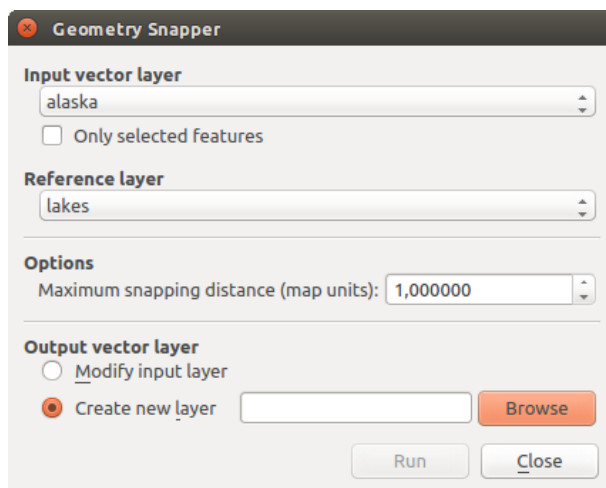 Geometry Snapper
Input vector layer
alaska
Only selected features
Reference layer
lakes
Options
Maximum snapping distance (map units): 1,000000
Output vector layer
Modify input layer
Create new layer Browse
Run Close